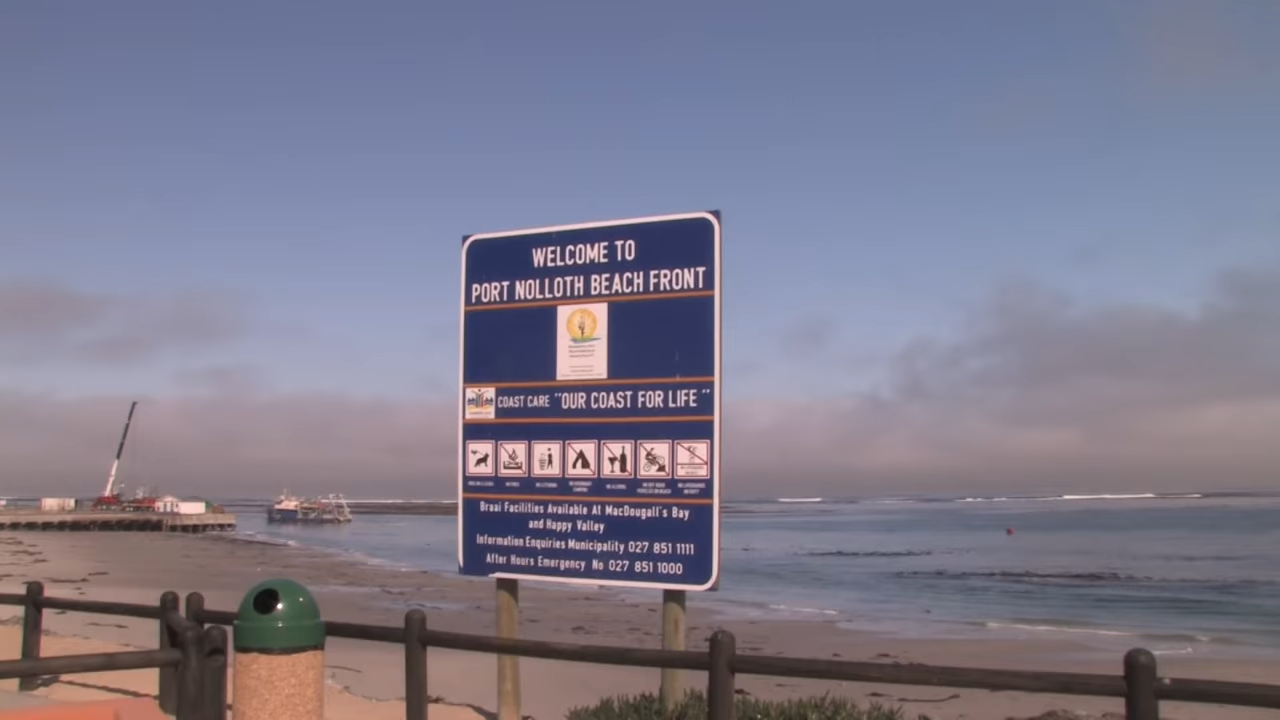 WELCOME TO
PORT NOLLOTH BEACH FRONT
COAST CARE "OUR COAST FOR LIFE"
Braai Facilities Available At MacDougall's Bay
and Happy Valley
Information Enquiries Municipality 027 851 1111
After Hours Emergency No 027 851 1000